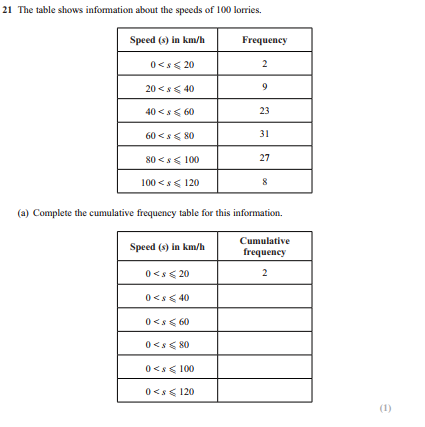 21 The table shows information about the speeds of 100 lorries.
Speed (s) in km/h Frequency
0 < s ⩽ 20 2
20 < s ⩽ 40 9
40 < s ⩽ 60 23
60 < s ⩽ 80 31
80 < s ⩽ 100 27
100 < s ⩽ 120 8
(a) Complete the cumulative frequency table for this information.
Speed (s) in km/h Cumulative frequency
0 < s ⩽ 20 2
0 < s ⩽ 40
0 < s ⩽ 60
0 < s ⩽ 80
0 < s ⩽ 100
0 < s ⩽ 120
(1)